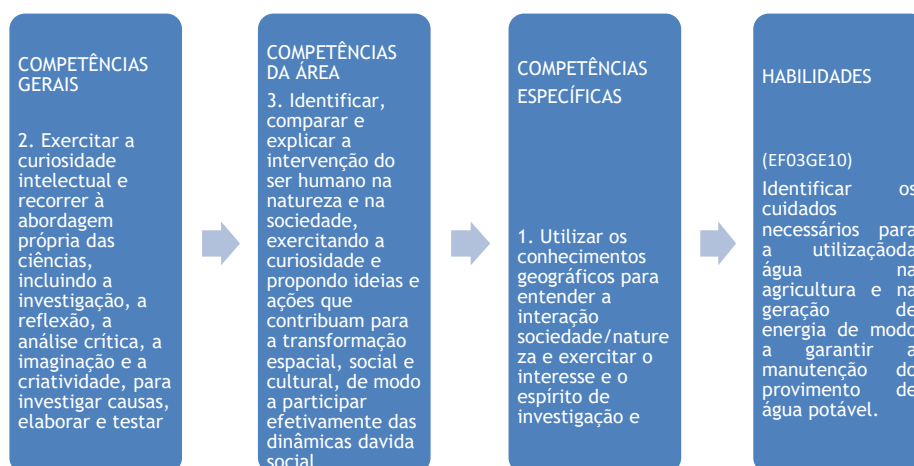 COMPETÊNCIAS
GERAIS
2. Exercitar a
curiosidade
intelectual e
recorrer à
abordagem
própria das
ciências,
incluindo a
investigação, a
reflexão, a
análise crítica, a
imaginação e a
criatividade, para
investigar causas,
elaborar e testar
COMPETÊNCIAS
DA ÁREA
3. Identificar,
comparar e
explicar a
intervenção do
ser humano na
natureza e na
sociedade,
exercitando a
curiosidade e
propondo ideias e
ações que
contribuam para
a transformação
espacial, social e
cultural, de modo
a participar
efetivamente das
dinâmicas davida
social
COMPETÊNCIAS
ESPECÍFICAS
1. Utilizar os
conhecimentos
geográficos para
entender a
interação
sociedade/nature
za e exercitar o
interesse e o
espírito de
investigação e
HABILIDADES
(EF03GE10)
Identificar os
cuidados
necessários para
a utilizaçãoda
água na
agricultura e na
geração de
energia de modo
a garantir a
manutenção do
provimento de
água potável.